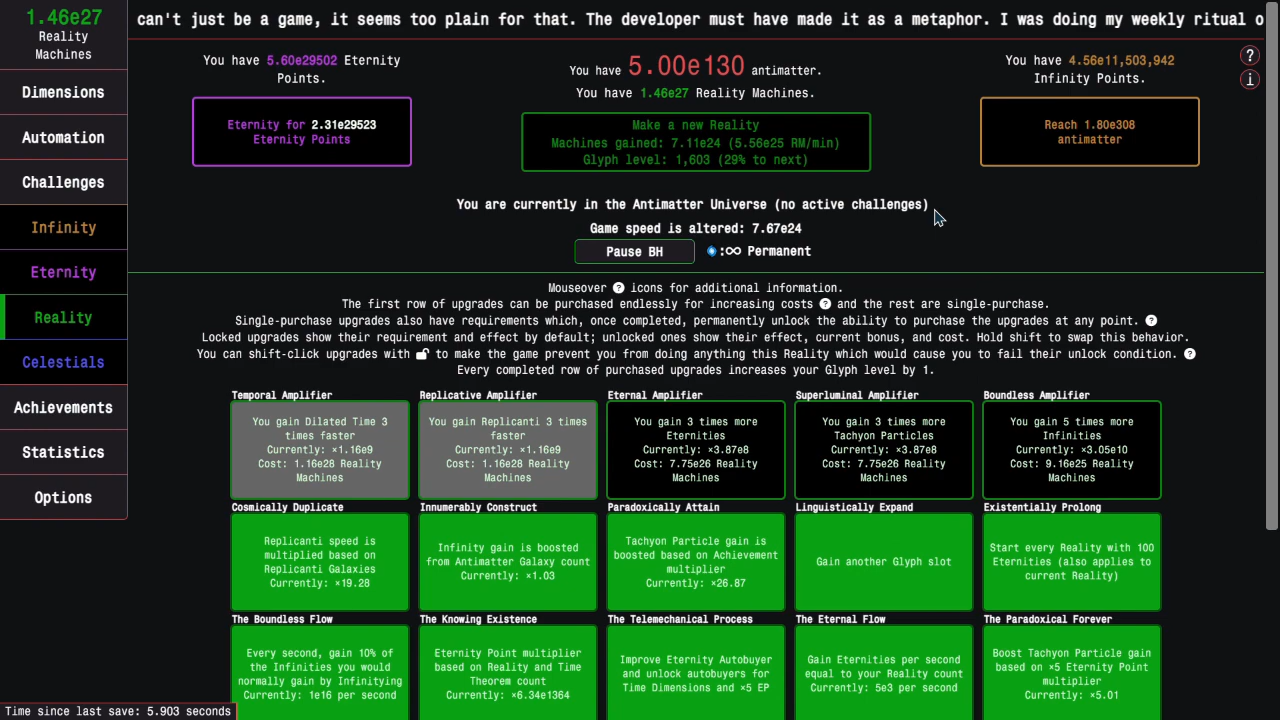 1.46e27
Reality
Machines
can't just be a game, it seems too plain for that. The developer must have made it as a metaphor. I was doing my weekly ritual o
You have 5.60e29502 Eternity
Points.
Eternity for 2.31e29523
Eternity Points
You have 5.00e130 antimatter.
You have 1.46e27 Reality Machines.
Make a new Reality
Machines gained: 7.11e24 (5.56e25 RM/min)
Glyph level: 1,603 (29% to next)
You have 4.56e11,503,942
Infinity Points.
Reach 1.80e308
antimatter
?
i
Dimensions
Automation
Challenges
Infinity
Eternity
Reality
Celestials
Achievements
Statistics
Options
You are currently in the Antimatter Universe (no active challenges)
Game speed is altered: 7.67e24
Pause BH
:∞ Permanent
Mouseover ? icons for additional information.
The first row of upgrades can be purchased endlessly for increasing costs ? and the rest are single-purchase.
Single-purchase upgrades also have requirements which, once completed, permanently unlock the ability to purchase the upgrades at any point. ?
Locked upgrades show their requirement and effect by default; unlocked ones show their effect, current bonus, and cost. Hold shift to swap this behavior.
You can shift-click upgrades with to make the game prevent you from doing anything this Reality which would cause you to fail their unlock condition. ?
Every completed row of purchased upgrades increases your Glyph level by 1.
Temporal Amplifier
You gain Dilated Time 3
times faster
Currently: ×1.16e9
Cost: 1.16e28 Reality
Machines
Replicative Amplifier
You gain Replicanti 3 times
faster
Currently: ×1.16e9
Cost: 1.16e28 Reality
Machines
Eternal Amplifier
You gain 3 times more
Eternities
Currently: ×3.87e8
Cost: 7.75e26 Reality
Machines
Superluminal Amplifier
You gain 3 times more
Tachyon Particles
Currently: ×3.87e8
Cost: 7.75e26 Reality
Machines
Boundless Amplifier
You gain 5 times more
Infinities
Currently: ×3.05e10
Cost: 9.16e25 Reality
Machines
Cosmically Duplicate
Replicanti speed is
multiplied based on
Replicanti Galaxies
Currently: ×19.28
Innumerably Construct
Infinity gain is boosted
from Antimatter Galaxy count
Currently: ×1.03
Paradoxically Attain
Tachyon Particle gain is
boosted based on Achievement
multiplier
Currently: ×26.87
Linguistically Expand
Gain another Glyph slot
Existentially Prolong
Start every Reality with 100
Eternities (also applies to
current Reality)
The Boundless Flow
Every second, gain 10% of
the Infinities you would
normally gain by Infinitying
Currently: 1e16 per second
The Knowing Existence
Eternity Point multiplier
based on Reality and Time
Theorem count
Currently: ×6.34e1364
The Telemechanical Process
Improve Eternity Autobuyer
and unlock autobuyers for
Time Dimensions and ×5 EP
The Eternal Flow
Gain Eternities per second
equal to your Reality count
Currently: 5e3 per second
The Paradoxical Forever
Boost Tachyon Particle gain
based on ×5 Eternity Point
multiplier
Currently: ×5.01
Time since last save: 5.903 seconds